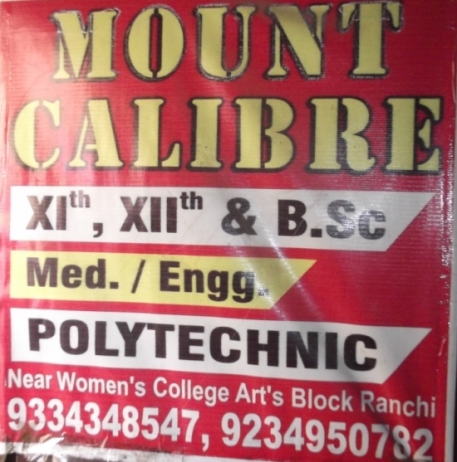 MOUNT
CALIBRE
XIth, XIIth & B.Sc
Med. / Engg.
POLYTECHNIC
Near Women's College Art's Block Ranchi
9334348547, 9234950782